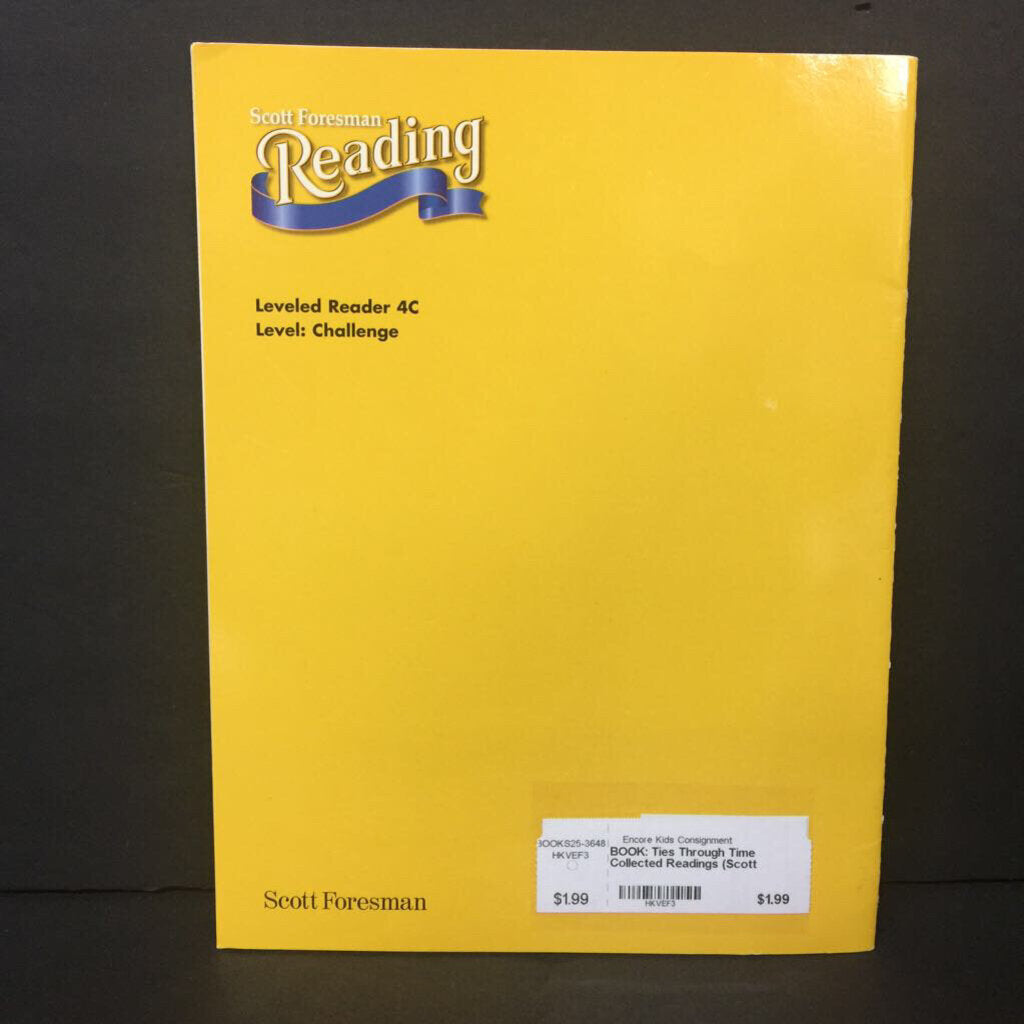 Scott Foresman
Reading
Leveled Reader 4C
Level: Challenge
Scott Foresman
BOOKS25-3648
HKVEF3
$1.99
Encore Kids Consignment
BOOK: Ties Through Time
Collected Readings (Scott
HKVEF3
$1.99